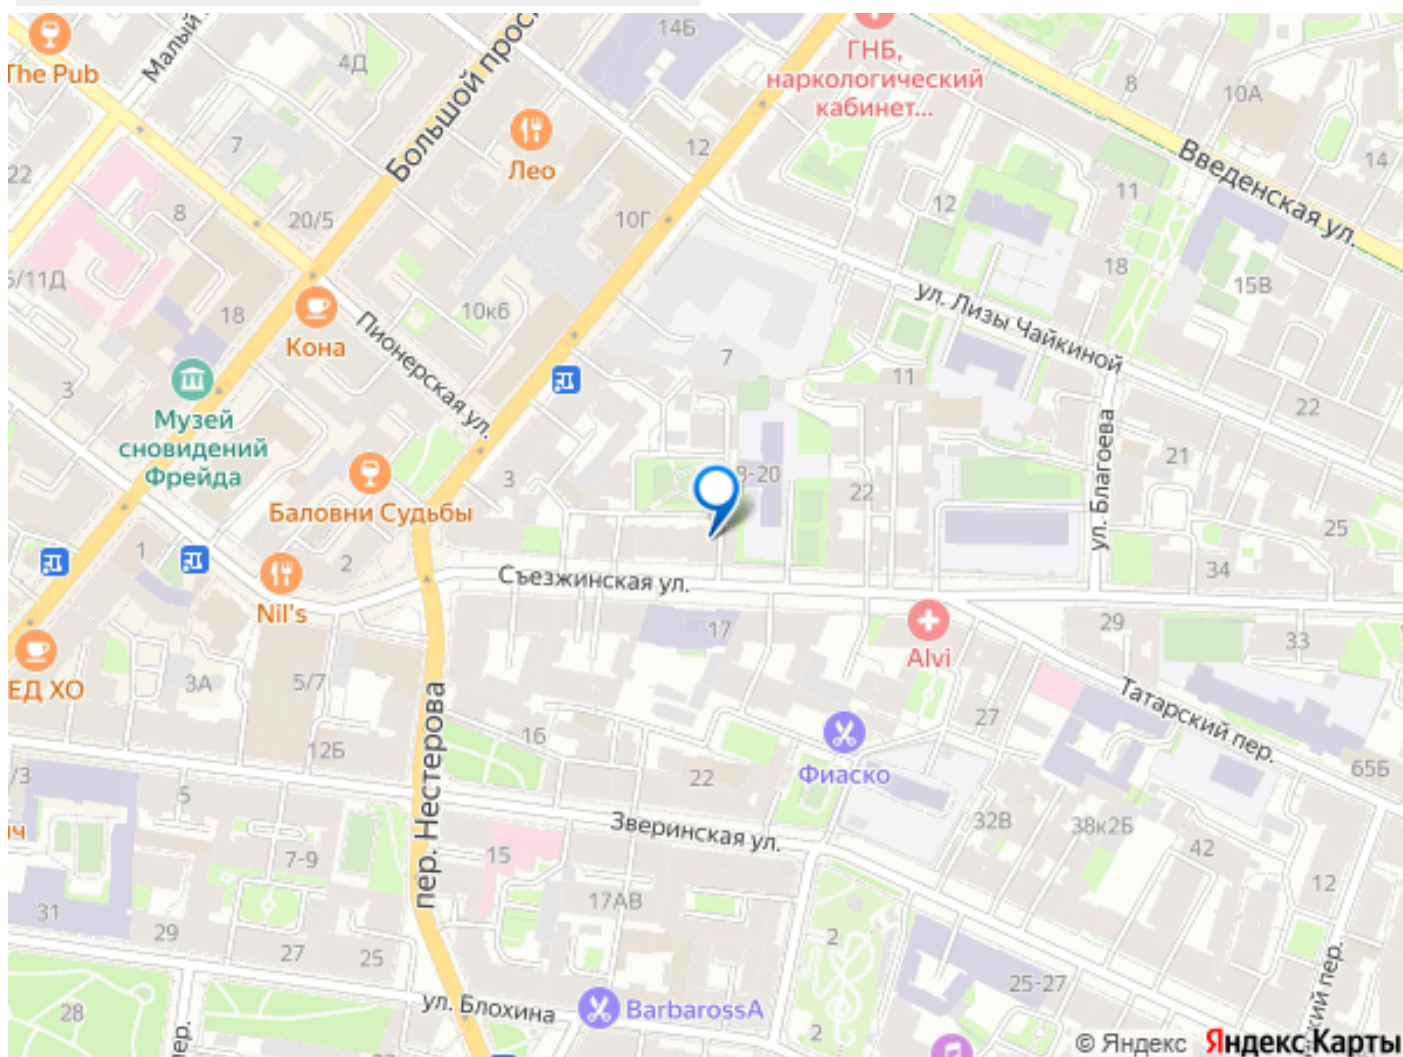 14Б
ГНБ,
наркологический
кабинет...
The Pub
Малый
4Д
Большой прос
8
10А
Лео
12
7
Введенская ул.
14
11
22
8
20/5
10Г
12
18
15В
6/11Д
18
10к6
Кона
Пионерская ул.
ул. Лизы Чайкиной
7
11
3
Музей
сновидений
Фрейда
22
ул. Благоева
21
3
22
Баловни Судьбы
25
1
2
34
Съезжинская ул.
Nil's
17
29
33
Alvi
ЕД ХО
3А
5/7
пер. Нестерова
Татарский пер.
27
16
12Б
22
Фиаско
65Б
/3
5
Зверинская ул.
32В
38к2Б
42
7-9
15
12
17АВ
31
29
27
25
2
25-27
28
ул. Блохина
BarbarossA
2
пер.
кий пер.
© Яндекс Яндекс Карты